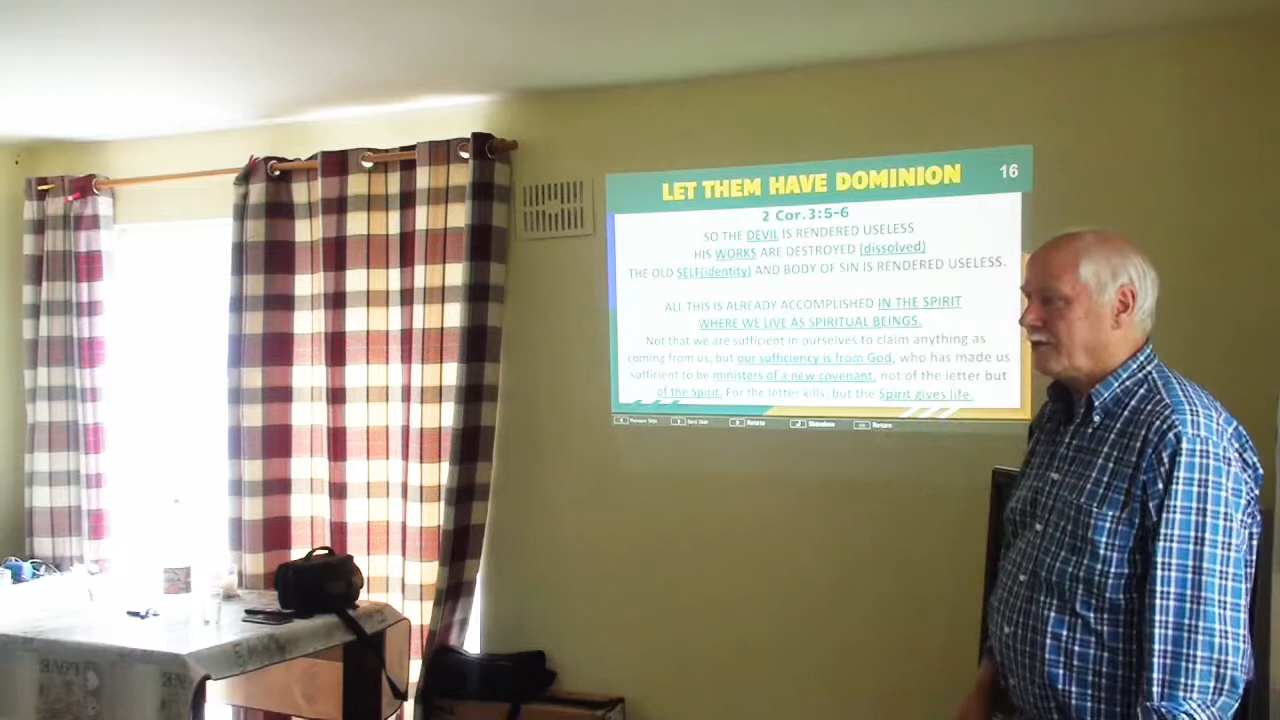 LET THEM HAVE DOMINION
16
2 Cor.3:5-6
SO THE DEVIL IS RENDERED USELESS
HIS WORKS ARE DESTROYED (dissolved)
THE OLD SELF(identity) AND BODY OF SIN IS RENDERED USELESS.
ALL THIS IS ALREADY ACCOMPLISHED IN THE SPIRIT
WHERE WE LIVE AS SPIRITUAL BEINGS.
Not that we are sufficient in ourselves to claim anything as
coming from us, but our sufficiency is from God, who has made us
sufficient to be ministers of a new covenant, not of the letter but
of the Spirit. For the letter kills, but the Spirit gives life.
Rotate Slideshow Return
LOVE